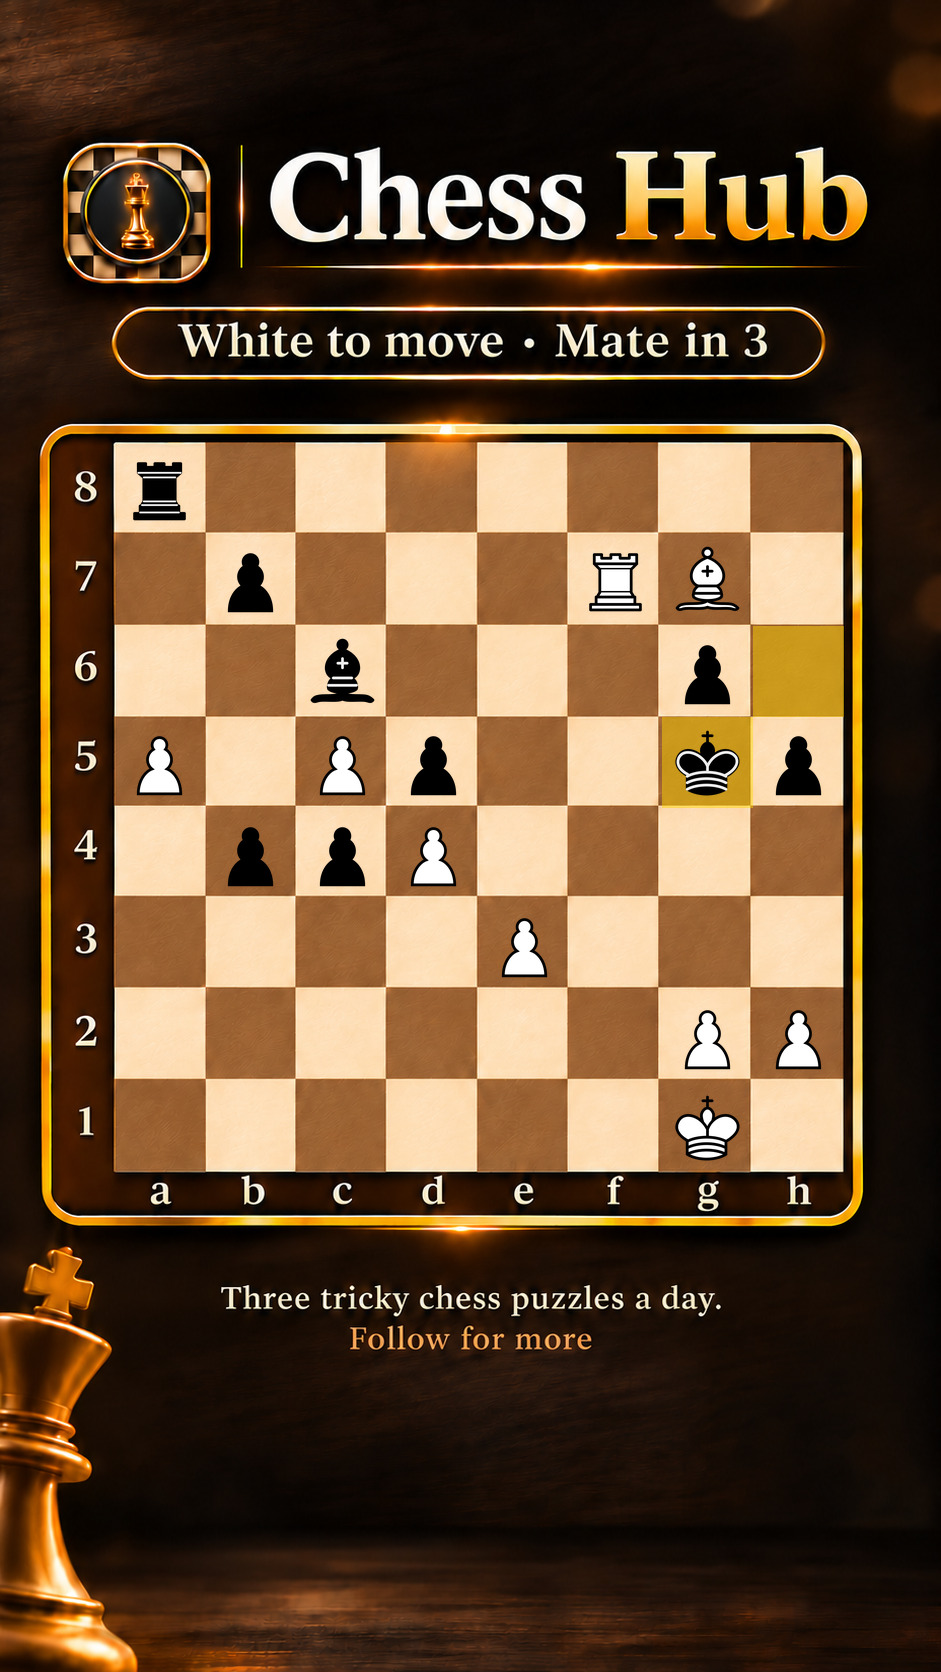 Chess Hub
White to move • Mate in 3
8
7
6
5
4
3
2
1
a b c d e f g h
Three tricky chess puzzles a day.
Follow for more